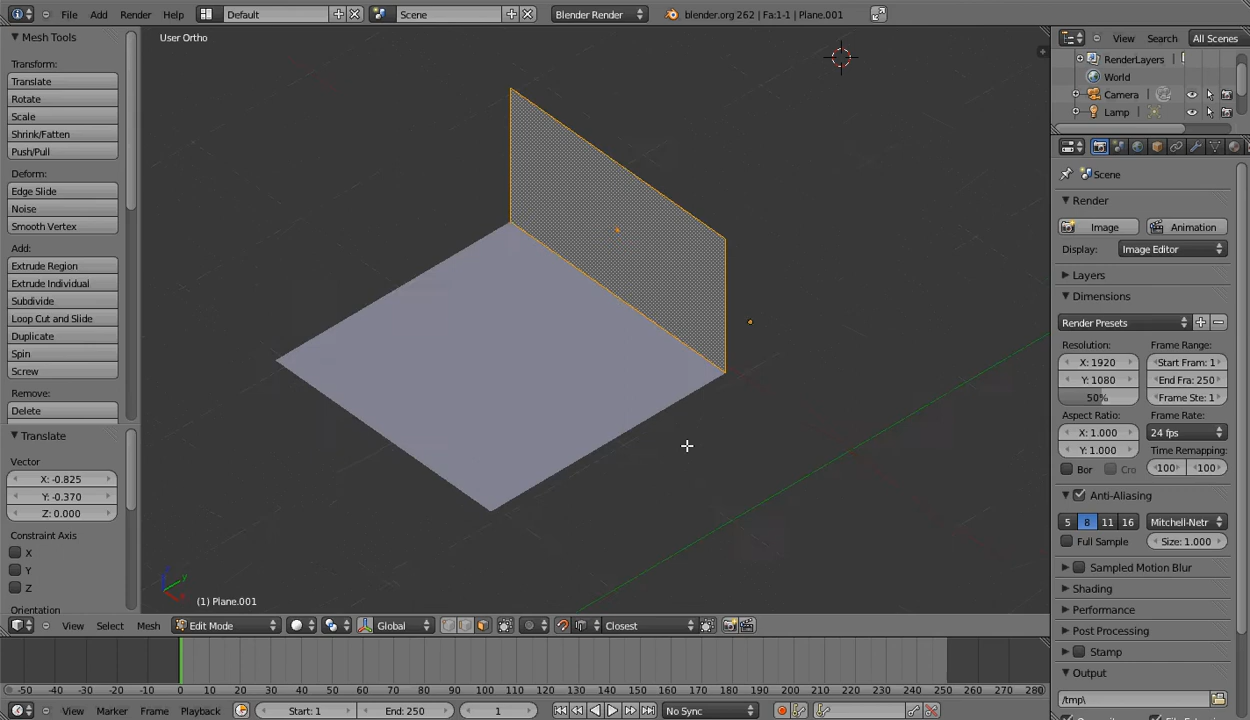 File Add Render Help Default Scene Blender Render blender.org 262 | Fa:1-1 | Plane.001
Mesh Tools
Transform:
Translate
Rotate
Scale
Shrink/Fatten
Push/Pull
Deform:
Edge Slide
Noise
Smooth Vertex
Add:
Extrude Region
Extrude Individual
Subdivide
Loop Cut and Slide
Duplicate
Spin
Screw
Remove:
Delete
Translate
Vector
X: -0.825
Y: -0.370
Z: 0.000
Constraint Axis
X
Y
Z
Orientation
User Ortho
(1) Plane.001
View Select Mesh Edit Mode Global Closest
-50 -40 -30 -20 -10 0 10 20 30 40 50 60 70 80 90 100 110 120 130 140 150 160 170 180 190 200 210 220 230 240 250 260 270 280
View Marker Frame Playback Start: 1 End: 250 1 No Sync
View Search All Scenes
RenderLayers
World
Camera
Lamp
Scene
Render
Image Animation
Display: Image Editor
Layers
Dimensions
Render Presets
Resolution: Frame Range:
X: 1920 Start Fram: 1
Y: 1080 End Fra: 250
50% Frame Ste: 1
Aspect Ratio: Frame Rate:
X: 1.000 24 fps
Y: 1.000 Time Remapping:
Bor Cro 100 100
Anti-Aliasing
5 8 11 16 Mitchell-Netr
Full Sample Size: 1.000
Sampled Motion Blur
Shading
Performance
Post Processing
Stamp
Output
/tmp\